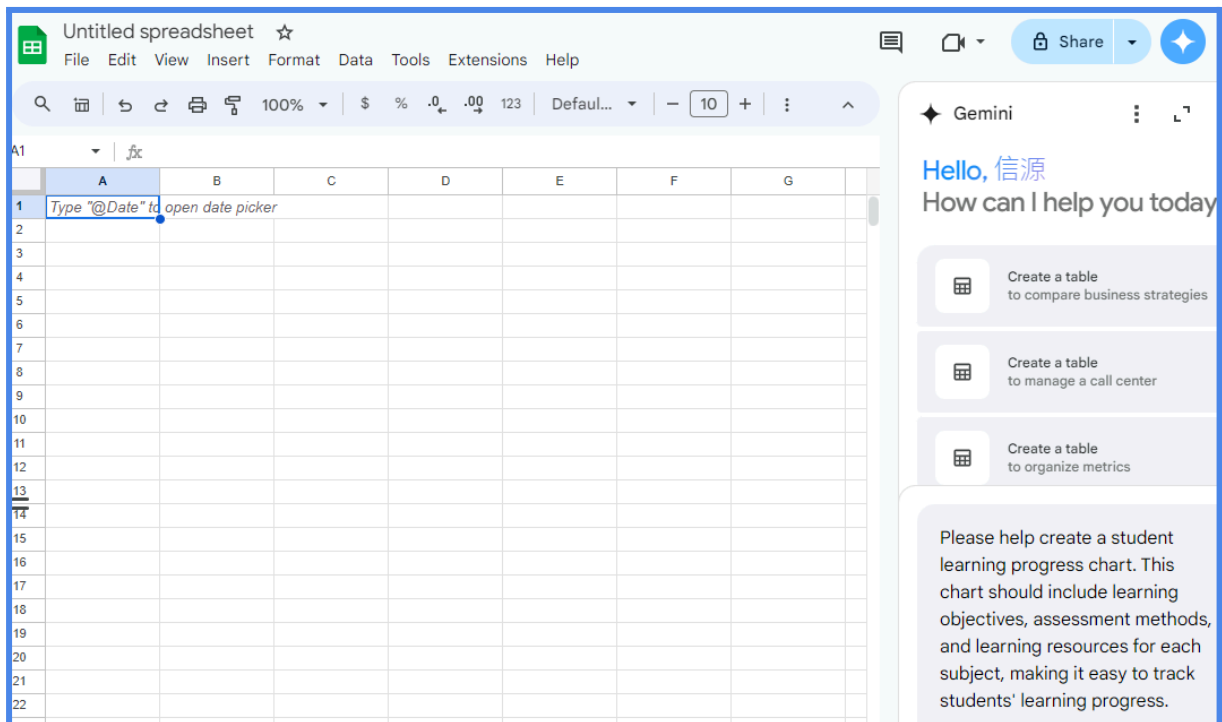 Untitled spreadsheet
File Edit View Insert Format Data Tools Extensions Help
Share
100% $ % .0 .00 123 Defaul... 10
A1 fx
A B C D E F G
1 Type "@Date" to open date picker
2
3
4
5
6
7
8
9
10
11
12
13
14
15
16
17
18
19
20
21
22
Gemini
Hello, 信源
How can I help you today
Create a table
to compare business strategies
Create a table
to manage a call center
Create a table
to organize metrics
Please help create a student
learning progress chart. This
chart should include learning
objectives, assessment methods,
and learning resources for each
subject, making it easy to track
students' learning progress.